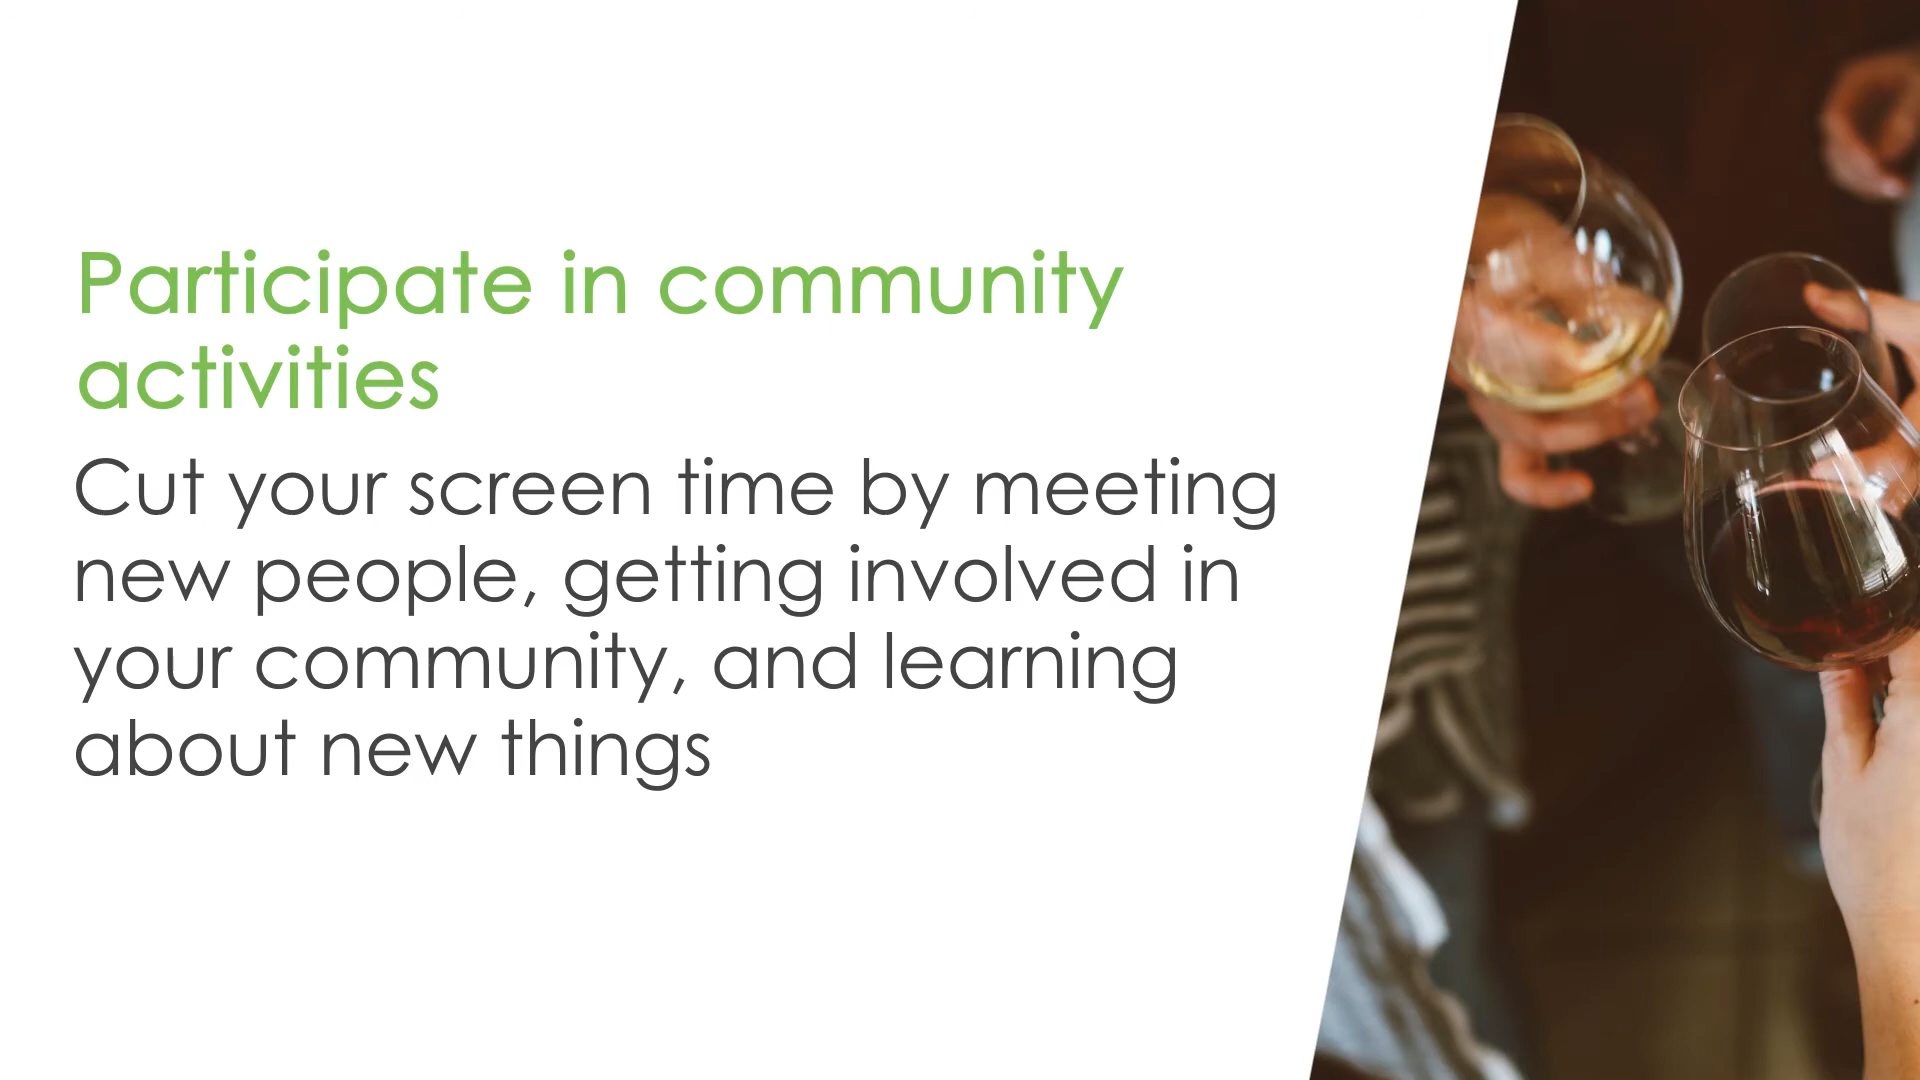 Participate in community
activities
Cut your screen time by meeting
new people, getting involved in
your community, and learning
about new things